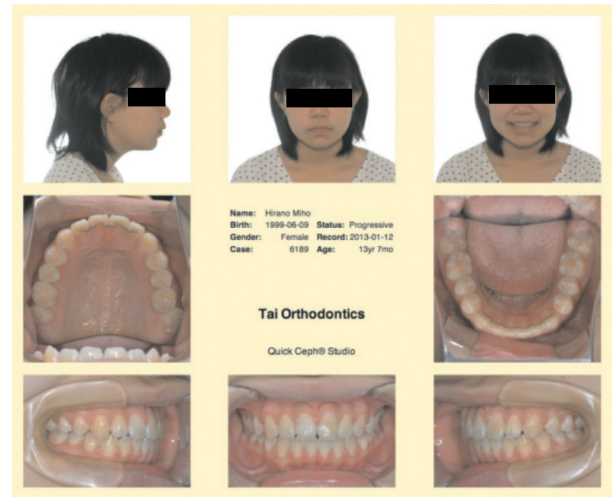 Name: Hirano Miho
Birth: 1999-06-09 Status: Progressive
Gender: Female Record: 2013-01-12
Case: 6189 Age: 13yr 7mo
Tai Orthodontics
Quick Ceph® Studio